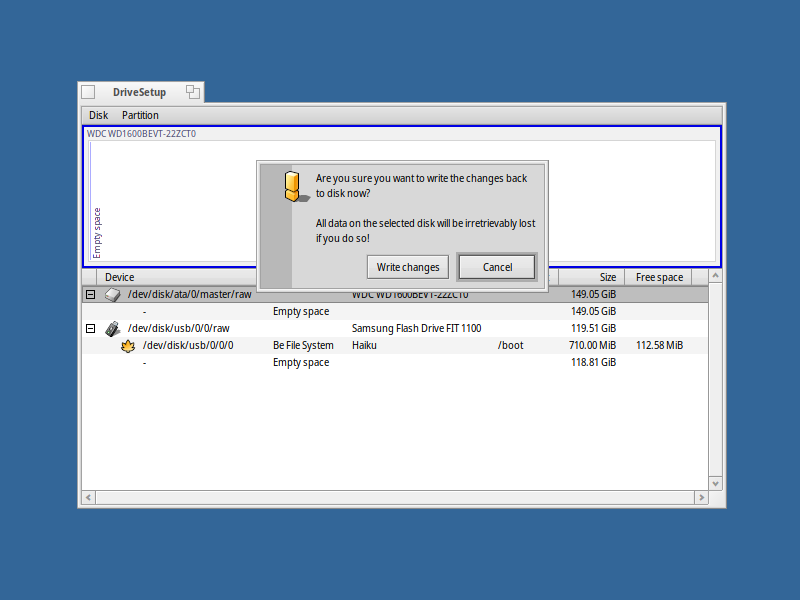 DriveSetup
Disk Partition
WDC WD1600BEVT-22ZCT0
Empty space
Are you sure you want to write the changes back
to disk now?
All data on the selected disk will be irretrievably lost
if you do so!
Write changes Cancel
Device Size Free space
/dev/disk/ata/0/master/raw WDC WD1600BEVT-22ZCT0 149.05 GiB
- Empty space 149.05 GiB
/dev/disk/usb/0/0/raw Samsung Flash Drive FIT 1100 119.51 GiB
/dev/disk/usb/0/0/0 Be File System Haiku /boot 710.00 MiB 112.58 MiB
- Empty space 118.81 GiB